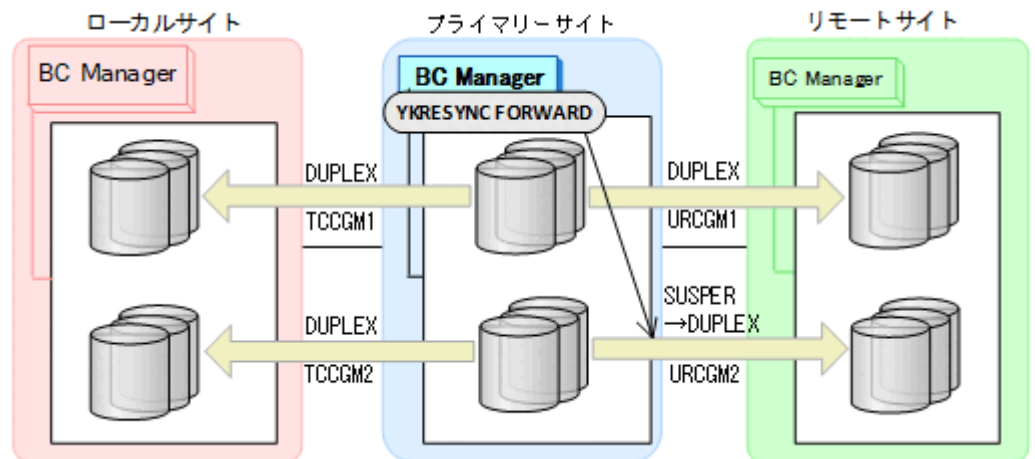 ローカルサイト
プライマリーサイト
リモートサイト
BC Manager
BC Manager
BC Manager
YKRESYNC FORWARD
DUPLEX
TCCGM1
DUPLEX
URCGM1
DUPLEX
TCCGM2
SUSPER
→DUPLEX
URCGM2